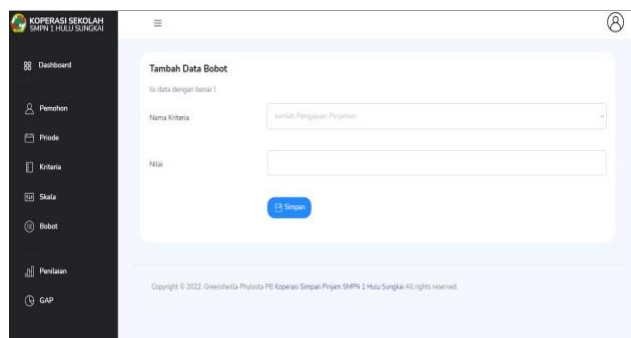 KOPERASI SEKOLAH
SMPN 1 HULU SUNGKAI
Dashboard
Pemohon
Priode
Kriteria
Skala
Bobot
Penilaian
GAP
Tambah Data Bobot
Isi data dengan benar !
Nama Kriteria
Jumlah Pengajuan Pinjaman
Nilai
Simpan
Copyright © 2022. Greeshella Phylosta PB Koperasi Simpan Pinjam SMPN 1 Hulu Sungkai All rights reserved.